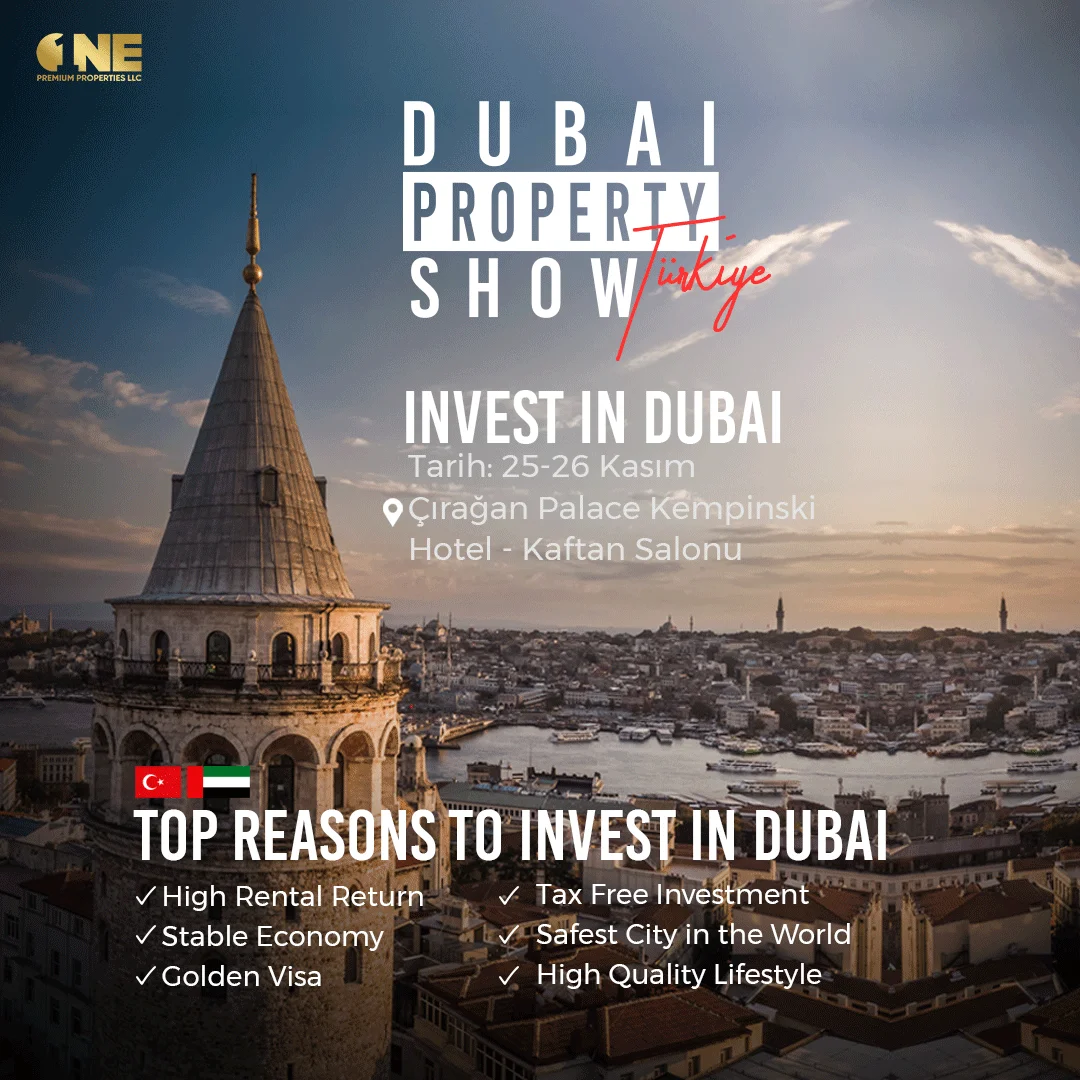 ONE
PREMIUM PROPERTIES LLC
DUBAI
PROPERTY
SHOW
Türkiye
INVEST IN DUBAI
Tarih: 25-26 Kasım
Çırağan Palace Kempinski
Hotel - Kaftan Salonu
TOP REASONS TO INVEST IN DUBAI
✓ High Rental Return
✓ Tax Free Investment
✓ Stable Economy
✓ Safest City in the World
✓ Golden Visa
✓ High Quality Lifestyle